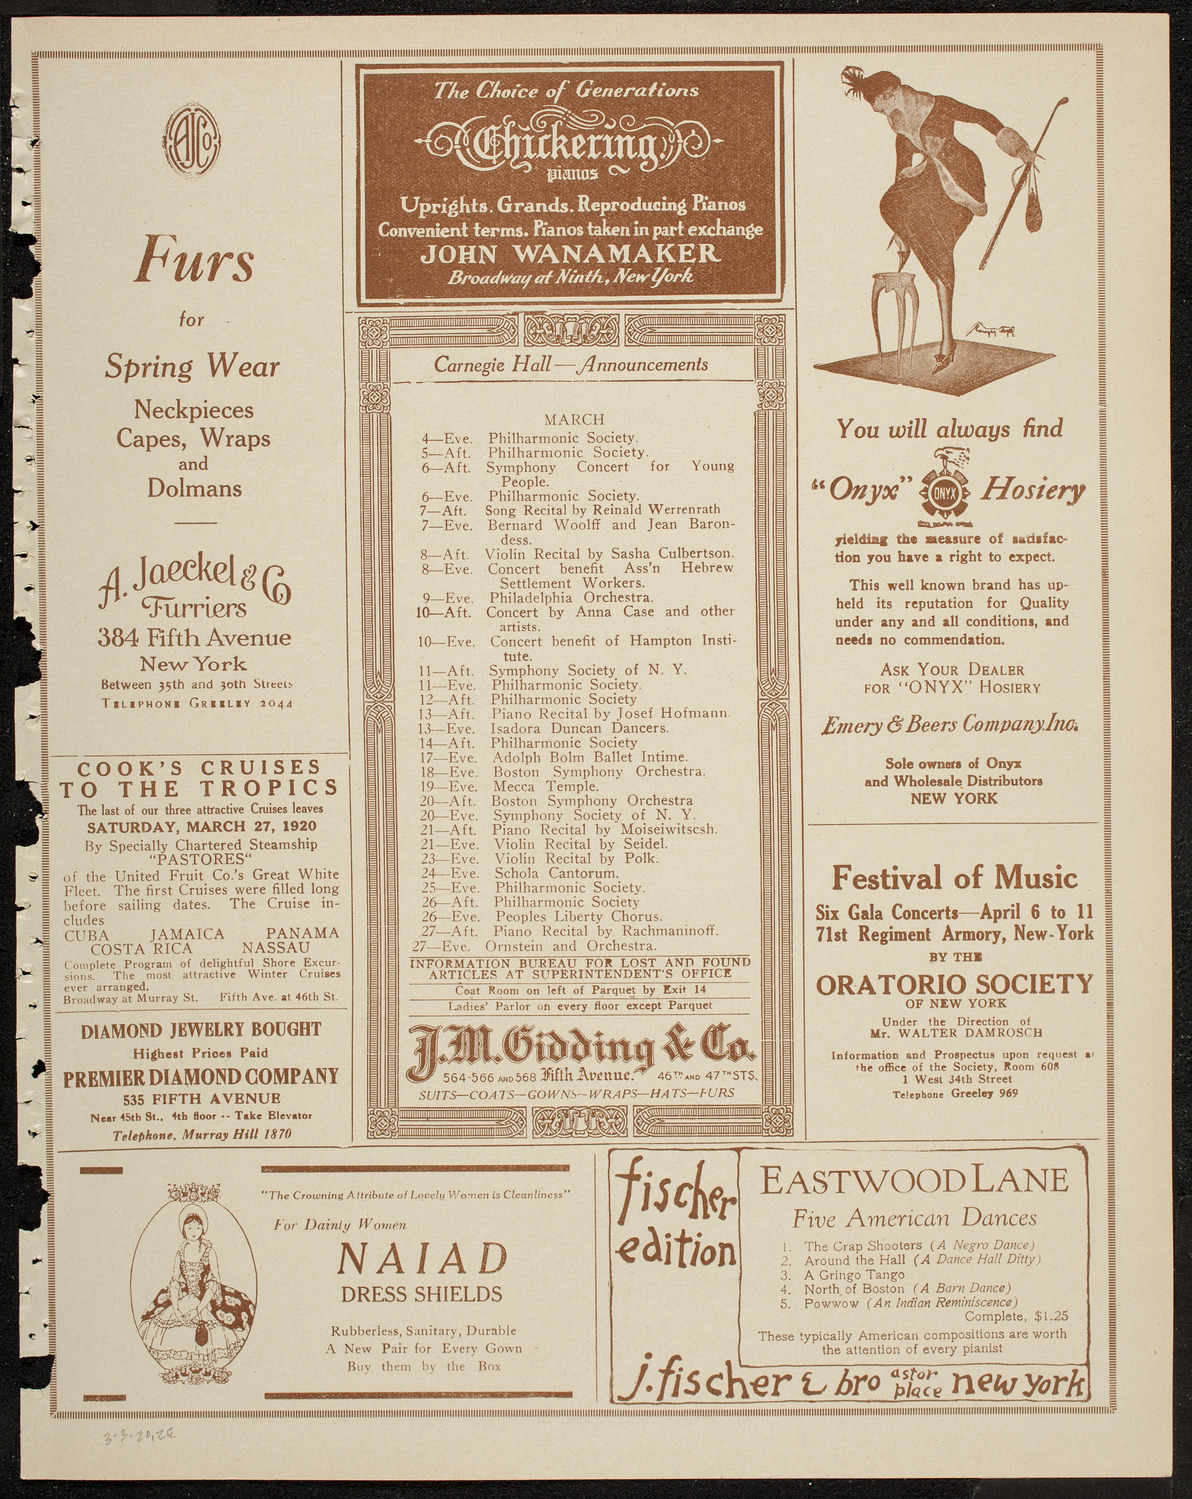 AJCo
Furs
for
Spring Wear
Neckpieces
Capes, Wraps
and
Dolmans
A. Jaeckel & Co
Furriers
384 Fifth Avenue
New York
Between 35th and 30th Streets
TELEPHONE GREELEY 2044
COOK'S CRUISES
TO THE TROPICS
The last of our three attractive Cruises leaves
SATURDAY, MARCH 27, 1920
By Specially Chartered Steamship
"PASTORES"
of the United Fruit Co.'s Great White
Fleet. The first Cruises were filled long
before sailing dates. The Cruise in-
cludes
CUBA JAMAICA PANAMA
COSTA RICA NASSAU
Complete Program of delightful Shore Excur-
sions. The most attractive Winter Cruises
ever arranged.
Broadway at Murray St. Fifth Ave. at 46th St.
DIAMOND JEWELRY BOUGHT
Highest Prices Paid
PREMIER DIAMOND COMPANY
535 FIFTH AVENUE
Near 45th St., 4th floor -- Take Elevator
Telephone, Murray Hill 1870
The Choice of Generations
Chickering
pianos
Uprights. Grands. Reproducing Pianos
Convenient terms. Pianos taken in part exchange
JOHN WANAMAKER
Broadway at Ninth, New York
Carnegie Hall—Announcements
MARCH
4—Eve. Philharmonic Society.
5—Aft. Philharmonic Society.
6—Aft. Symphony Concert for Young
People.
6—Eve. Philharmonic Society.
7—Aft. Song Recital by Reinald Werrenrath
7—Eve. Bernard Woolff and Jean Baron-
dess.
8—Aft. Violin Recital by Sasha Culbertson.
8—Eve. Concert benefit Ass'n Hebrew
Settlement Workers.
9—Eve. Philadelphia Orchestra.
10—Aft. Concert by Anna Case and other
artists.
10—Eve. Concert benefit of Hampton Insti-
tute.
11—Aft. Symphony Society of N. Y.
11—Eve. Philharmonic Society.
12—Aft. Philharmonic Society
13—Aft. Piano Recital by Josef Hofmann.
13—Eve. Isadora Duncan Dancers.
14—Aft. Philharmonic Society
17—Eve. Adolph Bolm Ballet Intime.
18—Eve. Boston Symphony Orchestra.
19—Eve. Mecca Temple.
20—Aft. Boston Symphony Orchestra
20—Eve. Symphony Society of N. Y.
21—Aft. Piano Recital by Moiseiwitscsh.
21—Eve. Violin Recital by Seidel.
23—Eve. Violin Recital by Polk.
24—Eve. Schola Cantorum.
25—Eve. Philharmonic Society.
26—Aft. Philharmonic Society
26—Eve. Peoples Liberty Chorus.
27—Aft. Piano Recital by Rachmaninoff.
27—Eve. Ornstein and Orchestra.
INFORMATION BUREAU FOR LOST AND FOUND
ARTICLES AT SUPERINTENDENT'S OFFICE
Coat Room on left of Parquet by Exit 14
Ladies' Parlor on every floor except Parquet
J.M. Gidding & Co.
564-566 AND 568 Fifth Avenue. 46TH AND 47TH STS.
SUITS—COATS—GOWNS—WRAPS—HATS—FURS
You will always find
"Onyx" ONYX Hosiery
yielding the measure of satisfac-
tion you have a right to expect.
This well known brand has up-
held its reputation for Quality
under any and all conditions, and
needs no commendation.
ASK YOUR DEALER
FOR "ONYX" HOSIERY
Emery & Beers Company, Inc.
Sole owners of Onyx
and Wholesale Distributors
NEW YORK
Festival of Music
Six Gala Concerts—April 6 to 11
71st Regiment Armory, New-York
BY THE
ORATORIO SOCIETY
OF NEW YORK
Under the Direction of
Mr. WALTER DAMROSCH
Information and Prospectus upon request at
the office of the Society, Room 608
1 West 34th Street
Telephone Greeley 969
"The Crowning Attribute of Lovely Women is Cleanliness"
For Dainty Women
NAIAD
DRESS SHIELDS
Rubberless, Sanitary, Durable
A New Pair for Every Gown
Buy them by the Box
fischer
edition
EASTWOOD LANE
Five American Dances
1. The Crap Shooters (A Negro Dance)
2. Around the Hall (A Dance Hall Ditty)
3. A Gringo Tango
4. North of Boston (A Barn Dance)
5. Powwow (An Indian Reminiscence)
Complete, $1.25
These typically American compositions are worth
the attention of every pianist
j. fischer & bro astor place new york
3-3-20,2E